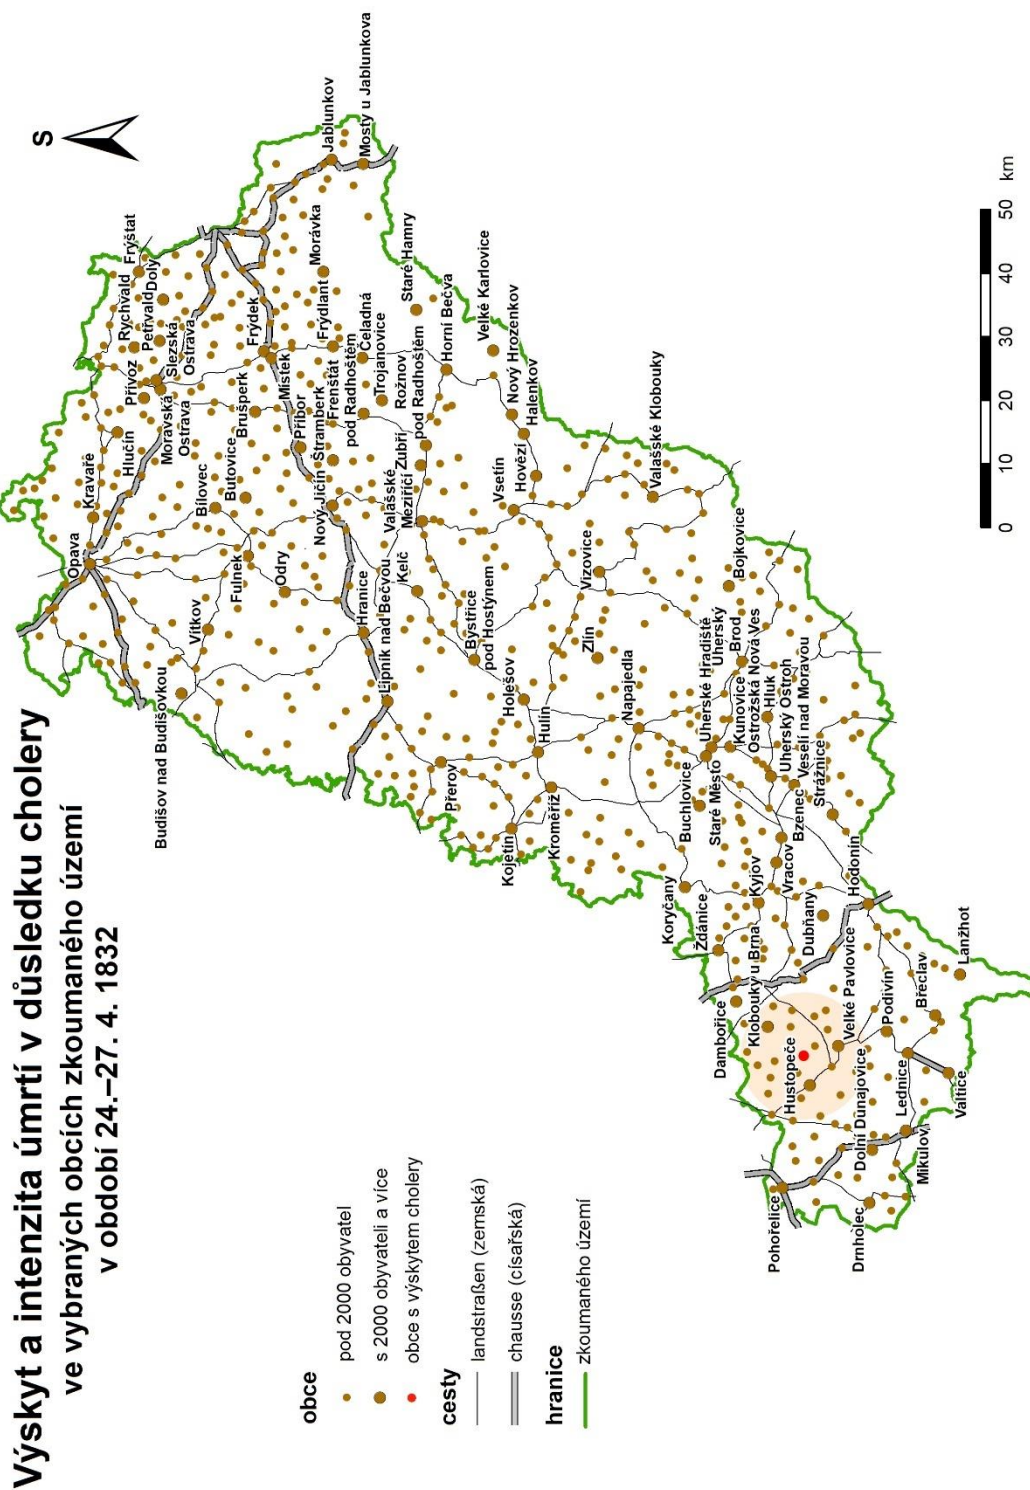 Výskyt a intenzita úmrtí v důsledku cholery
ve vybraných obcích zkoumaného území
v období 24.–27. 4. 1832
S
obce
pod 2000 obyvatel
s 2000 obyvateli a více
obce s výskytem cholery
cesty
landstraßen (zemská)
chausse (císařská)
hranice
zkoumaného území
0 10 20 30 40 50 km
Opava
Kravaře
Hlučín
Přívoz
Rychvald
Petřvald
Doly
Fryštat
Moravská
Ostrava
Slezská
Ostrava
Budišov nad Budišovkou
Vítkov
Bílovec
Butovice
Fulnek
Odry
Brušperk
Frýdek
Místek
Příbor
Štramberk
Nový Jičín
Frenštát
pod Radhoštěm
Frýdlant
Morávka
Jablunkov
Mosty u Jablunkova
Čeladná
Trojanovice
Staré Hamry
Hranice
Lipník nad Bečvou
Kelč
Valašské
Meziříčí
Zubří
Rožnov
pod Radhoštěm
Horní Bečva
Velké Karlovice
Nový Hrozenkov
Halenkov
Hovězí
Vsetín
Bystřice
pod Hostýnem
Přerov
Kojetín
Kroměříž
Hulín
Holešov
Zlín
Vizovice
Valašské Klobouky
Napajedla
Bojkovice
Uherské Hradiště
Uherský
Brod
Kunovice
Ostrožská Nová Ves
Hluk
Uherský Ostroh
Veselí nad Moravou
Strážnice
Buchlovice
Staré Město
Bzenec
Vracov
Kyjov
Koryčany
Ždánice
Dubňany
Hodonín
Dambořice
Klobouky u Brna
Hustopeče
Velké Pavlovice
Podivín
Břeclav
Lanžhot
Lednice
Valtice
Dolní Dunajovice
Mikulov
Pohořelice
Drnholec